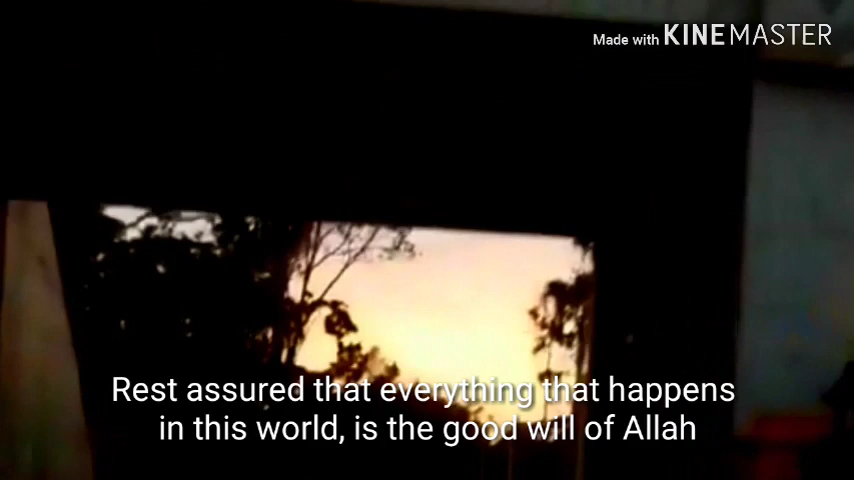 Made with KINEMASTER
Rest assured that everything that happens
in this world, is the good will of Allah